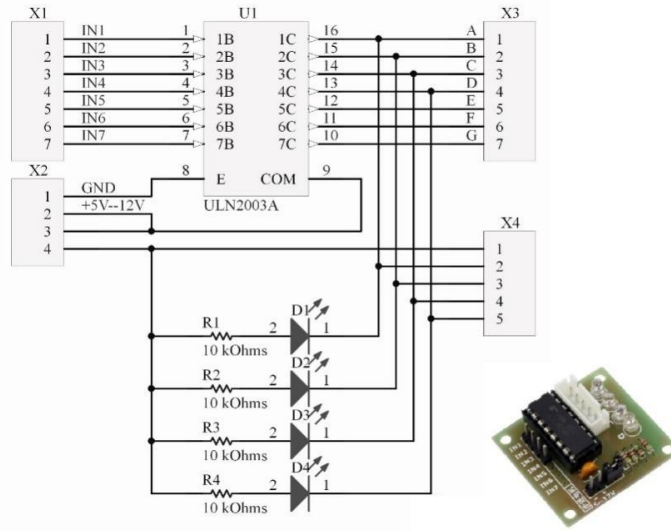 X1 U1 X3
1 IN1 1 1B 1C 16 A 1
2 IN2 2 2B 2C 15 B 2
3 IN3 3 3B 3C 14 C 3
4 IN4 4 4B 4C 13 D 4
5 IN5 5 5B 5C 12 E 5
6 IN6 6 6B 6C 11 F 6
7 IN7 7 7B 7C 10 G 7
X2 8 E COM 9
1 GND
2 +5V--12V ULN2003A
3
4
X4
1
2
3
4
5
R1 2 D1 1
10 kOhms
R2 2 D2 1
10 kOhms
R3 2 D3 1
10 kOhms
R4 2 D4 1
10 kOhms
IN1
IN2
IN3
IN4